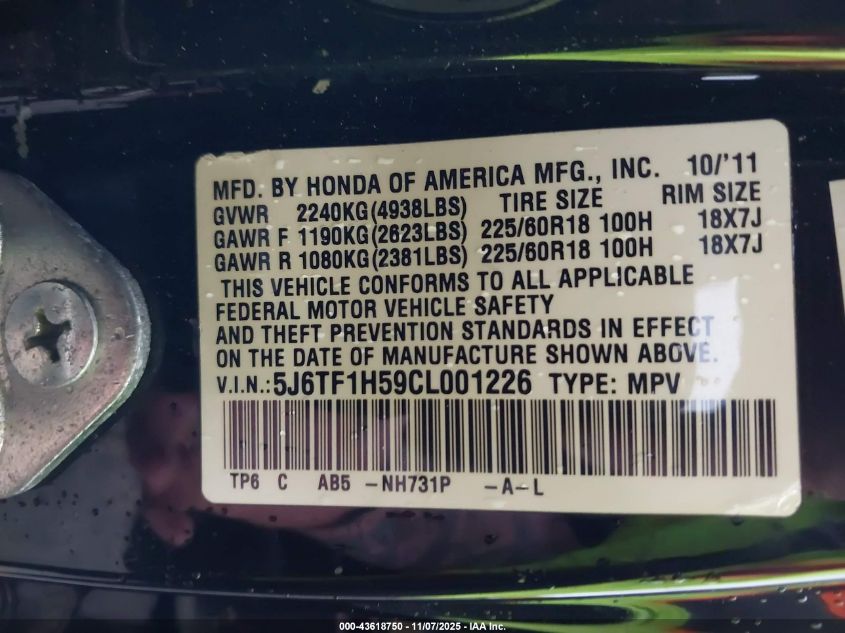 MFD. BY HONDA OF AMERICA MFG., INC. 10/'11
GVWR 2240KG(4938LBS) TIRE SIZE RIM SIZE
GAWR F 1190KG(2623LBS) 225/60R18 100H 18X7J
GAWR R 1080KG(2381LBS) 225/60R18 100H 18X7J
THIS VEHICLE CONFORMS TO ALL APPLICABLE
FEDERAL MOTOR VEHICLE SAFETY
AND THEFT PREVENTION STANDARDS IN EFFECT
ON THE DATE OF MANUFACTURE SHOWN ABOVE.
V.I.N.:5J6TF1H59CL001226 TYPE: MPV
TP6 C AB5 -NH731P -A-L
000-43618750 - 11/07/2025 - IAA Inc.